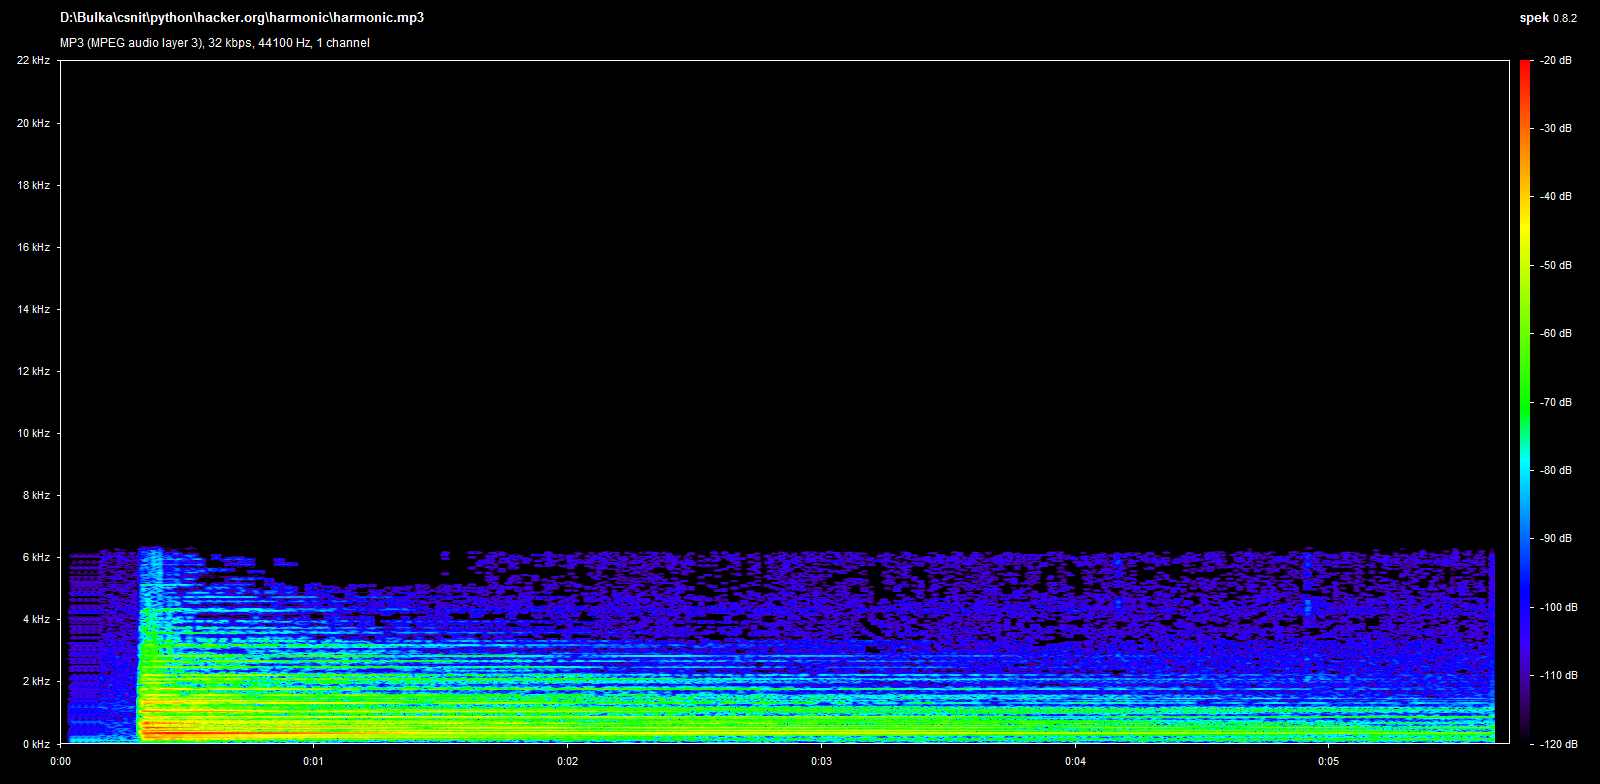 D:\Bulka\csnit\python\hacker.org\harmonic\harmonic.mp3
spek 0.8.2
MP3 (MPEG audio layer 3), 32 kbps, 44100 Hz, 1 channel
22 kHz
20 kHz
18 kHz
16 kHz
14 kHz
12 kHz
10 kHz
8 kHz
6 kHz
4 kHz
2 kHz
0 kHz
0:00
0:01
0:02
0:03
0:04
0:05
-20 dB
-30 dB
-40 dB
-50 dB
-60 dB
-70 dB
-80 dB
-90 dB
-100 dB
-110 dB
-120 dB